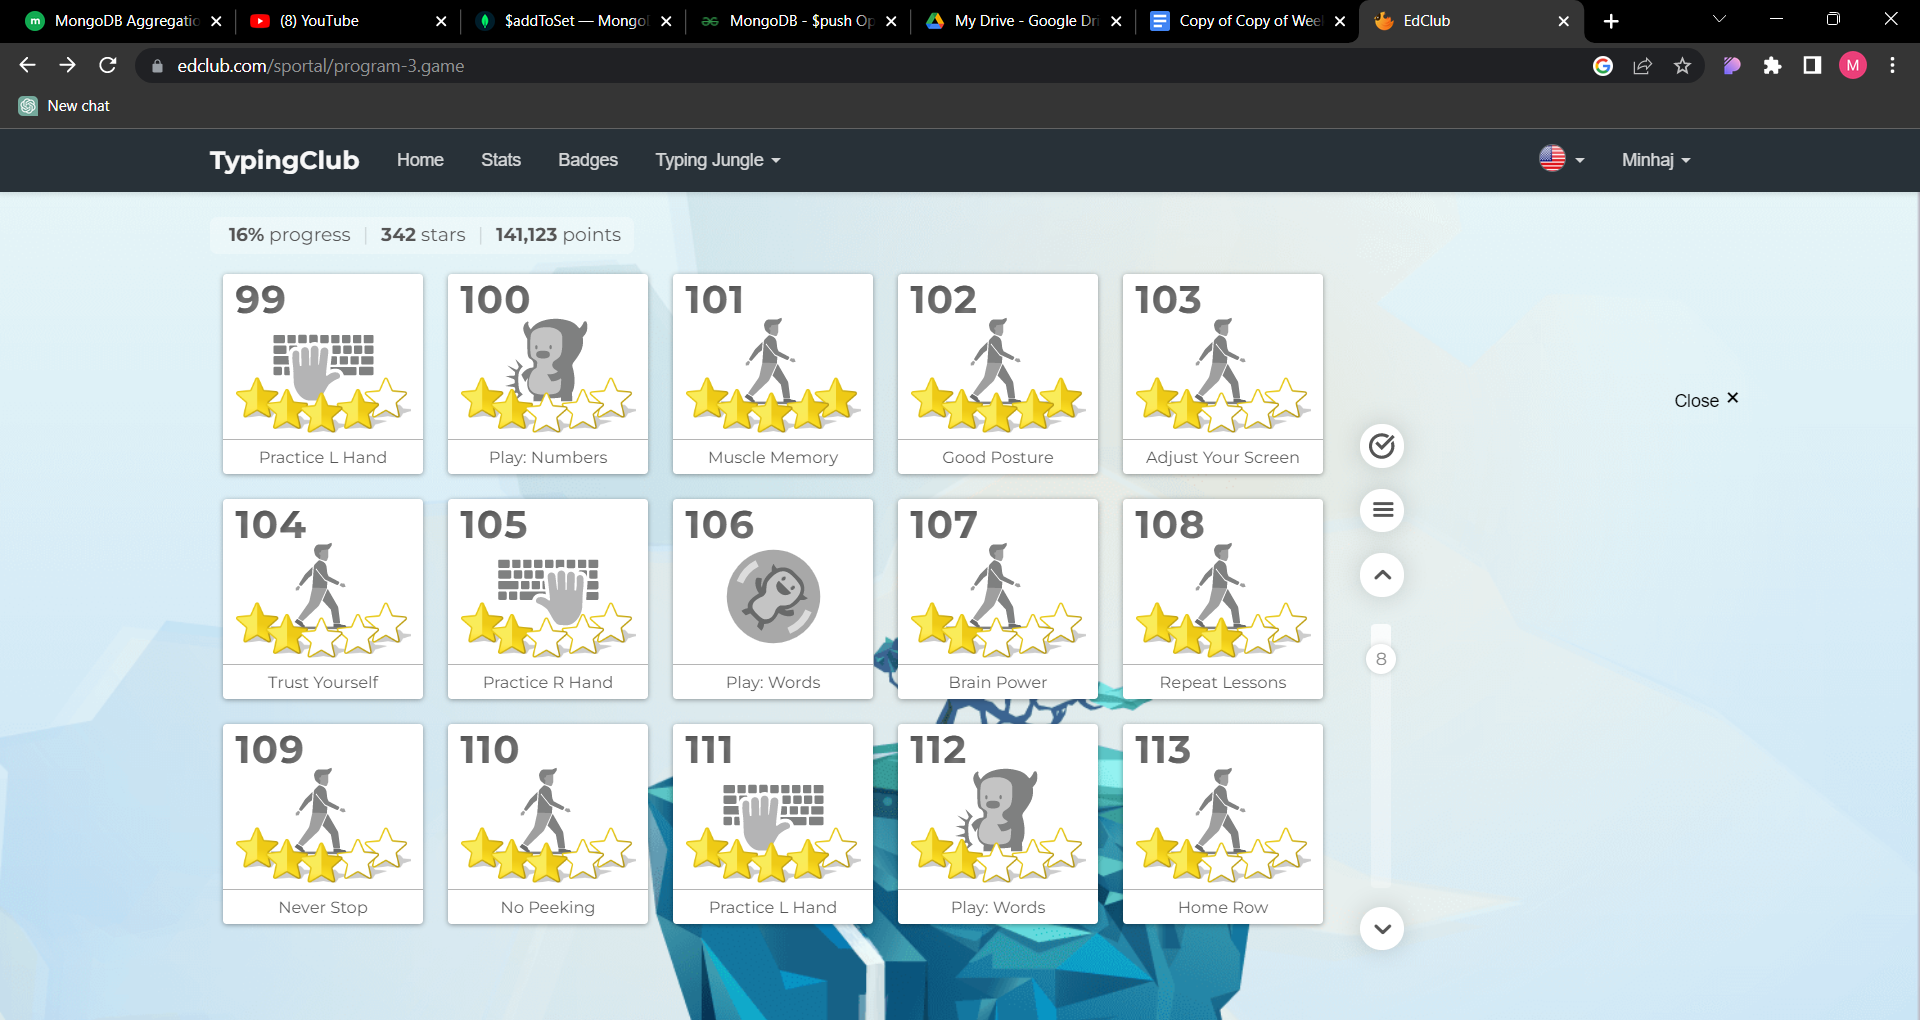 MongoDB Aggregatio
(8) YouTube
$addToSet — Mongo
MongoDB - $push Op
My Drive - Google Dri
Copy of Copy of Wee
EdClub
edclub.com/sportal/program-3.game
M
New chat
TypingClub
Home
Stats
Badges
Typing Jungle
Minhaj
16% progress
342 stars
141,123 points
99
100
101
102
103
Practice L Hand
Play: Numbers
Muscle Memory
Good Posture
Adjust Your Screen
Close
104
105
106
107
108
Trust Yourself
Practice R Hand
Play: Words
Brain Power
Repeat Lessons
8
109
110
111
112
113
Never Stop
No Peeking
Practice L Hand
Play: Words
Home Row